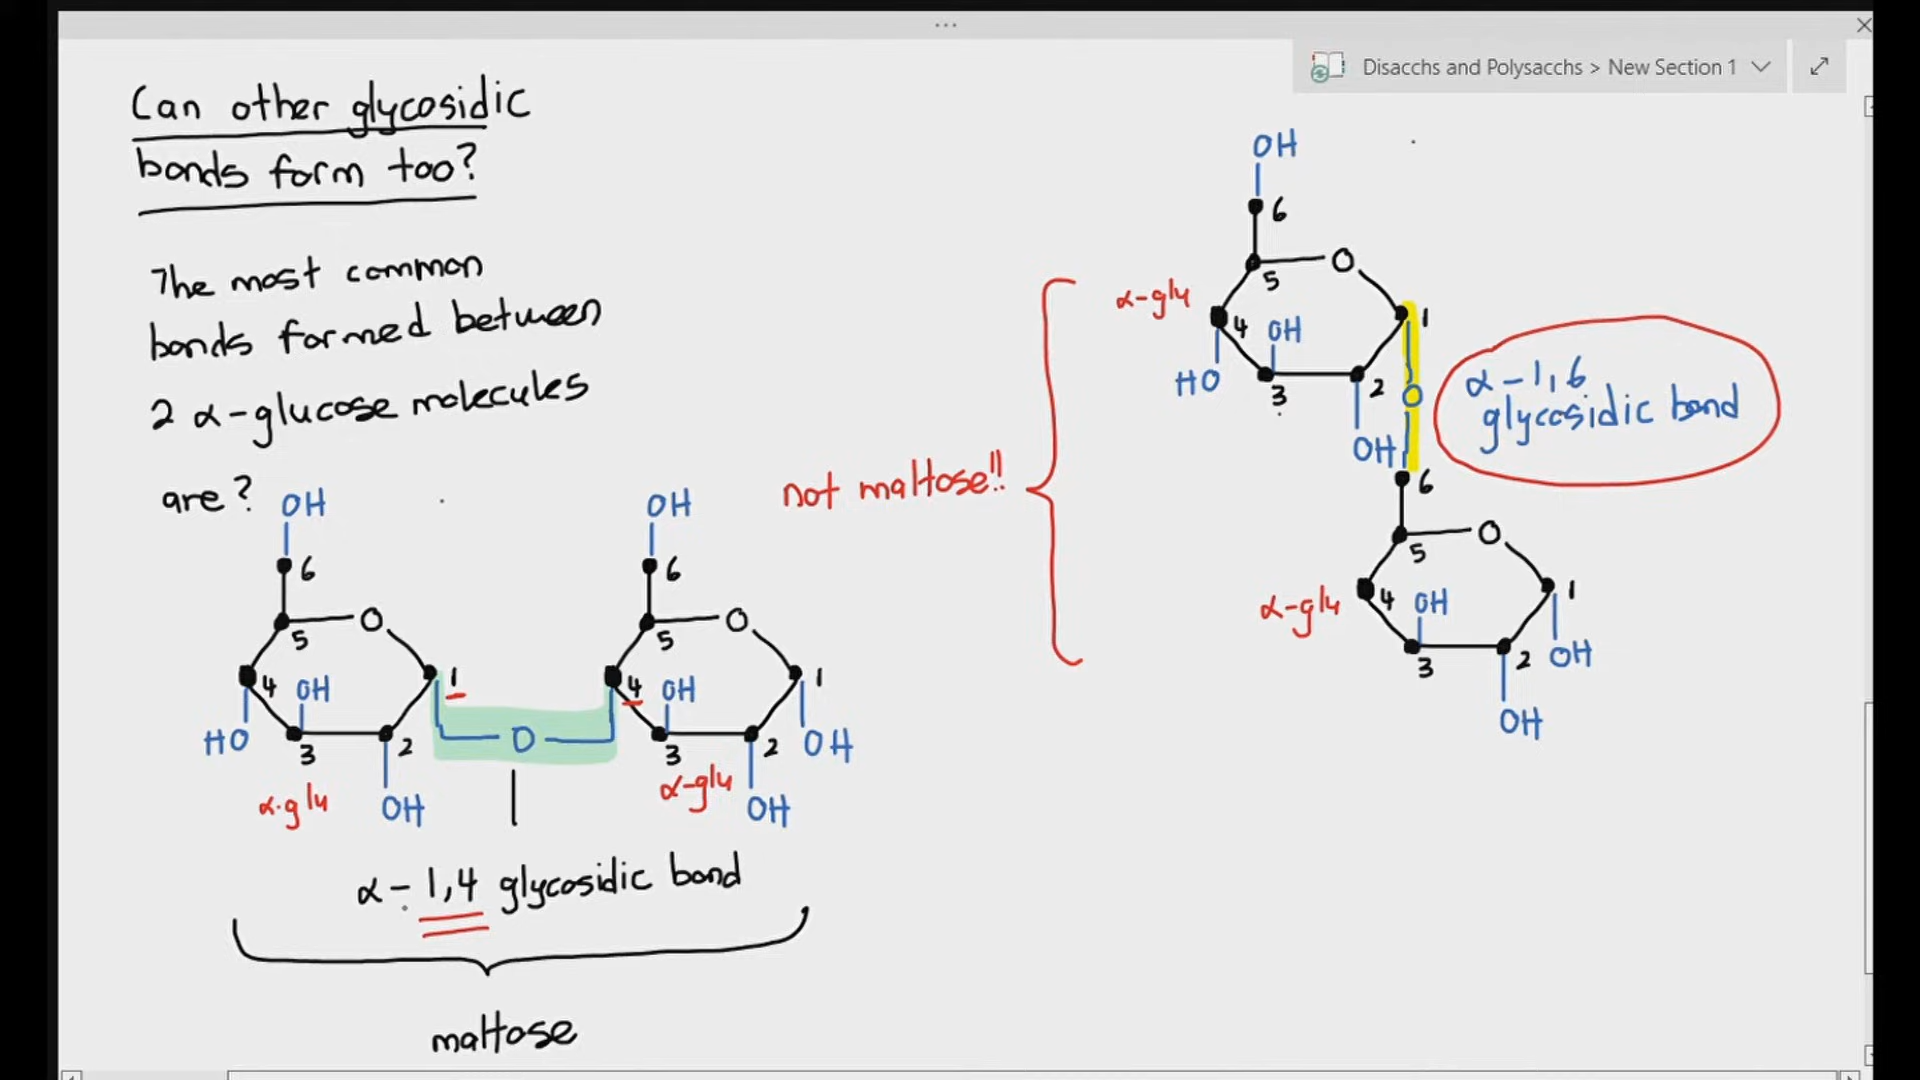 Disacchs and Polysacchs > New Section 1
Can other glycosidic
bonds form too?
The most common
bonds formed between
2 α-glucose molecules
are?
OH
6
5
O
4
OH
1
HO
3
2
α-glu
OH
O
OH
6
5
O
4
OH
1
3
2
OH
α-glu
OH
α-1,4 glycosidic bond
maltose
not maltose!!
OH
6
5
O
α-glu
4
OH
1
HO
3
2
OH
O
α-1,6
glycosidic bond
6
5
O
α-glu
4
OH
1
3
2
OH
OH